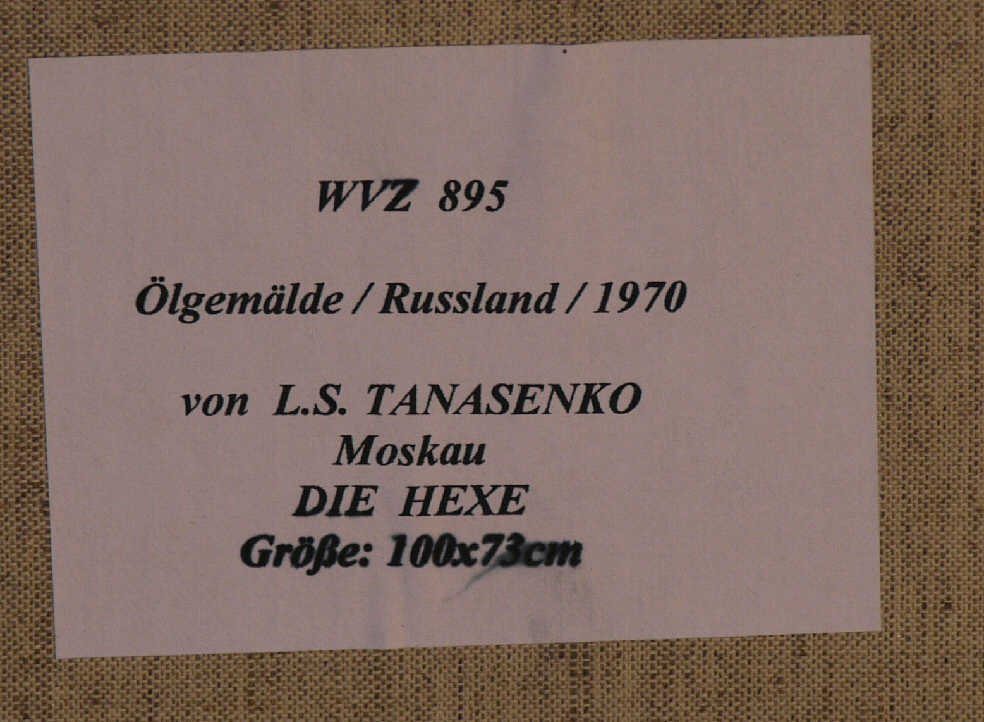 WVZ 895
Ölgemälde / Russland / 1970
von L.S. TANASENKO
Moskau
DIE HEXE
Größe: 100x73cm